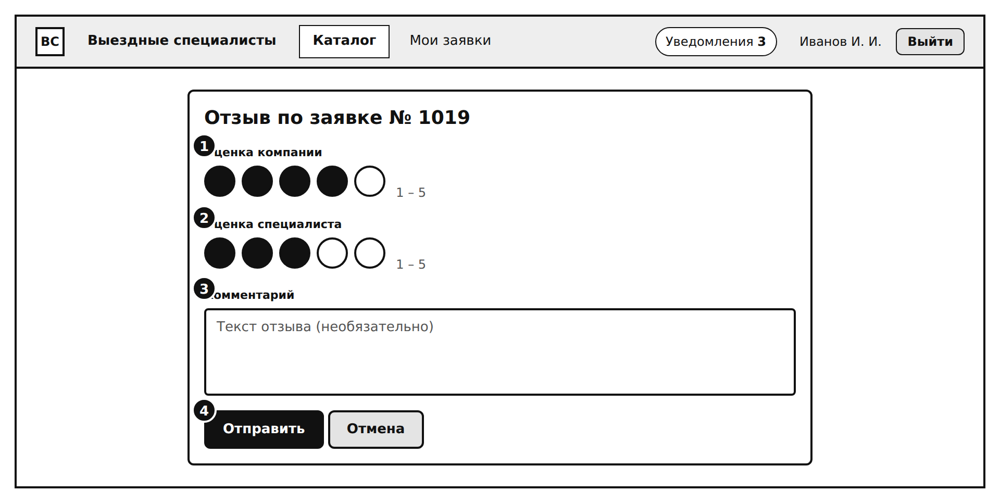 ВС Выездные специалисты Каталог Мои заявки Уведомления 3 Иванов И. И. Выйти
Отзыв по заявке № 1019
1
ценка компании
1 – 5
2
ценка специалиста
1 – 5
3
омментарий
Текст отзыва (необязательно)
4
Отправить Отмена